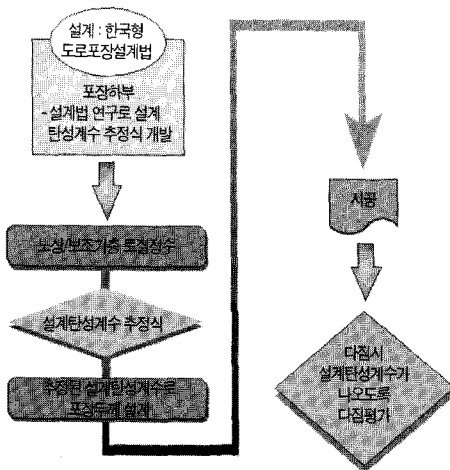 설계 : 한국형
도로포장설계법
포장하부
- 설계법 연구로 설계
탄성계수 추정식 개발
노상/보조기층 토질정수
설계탄성계수 추정식
추정된 설계탄성계수로
포장두께 설계
시공
다짐시
설계탄성계수가
나오도록
다짐평가